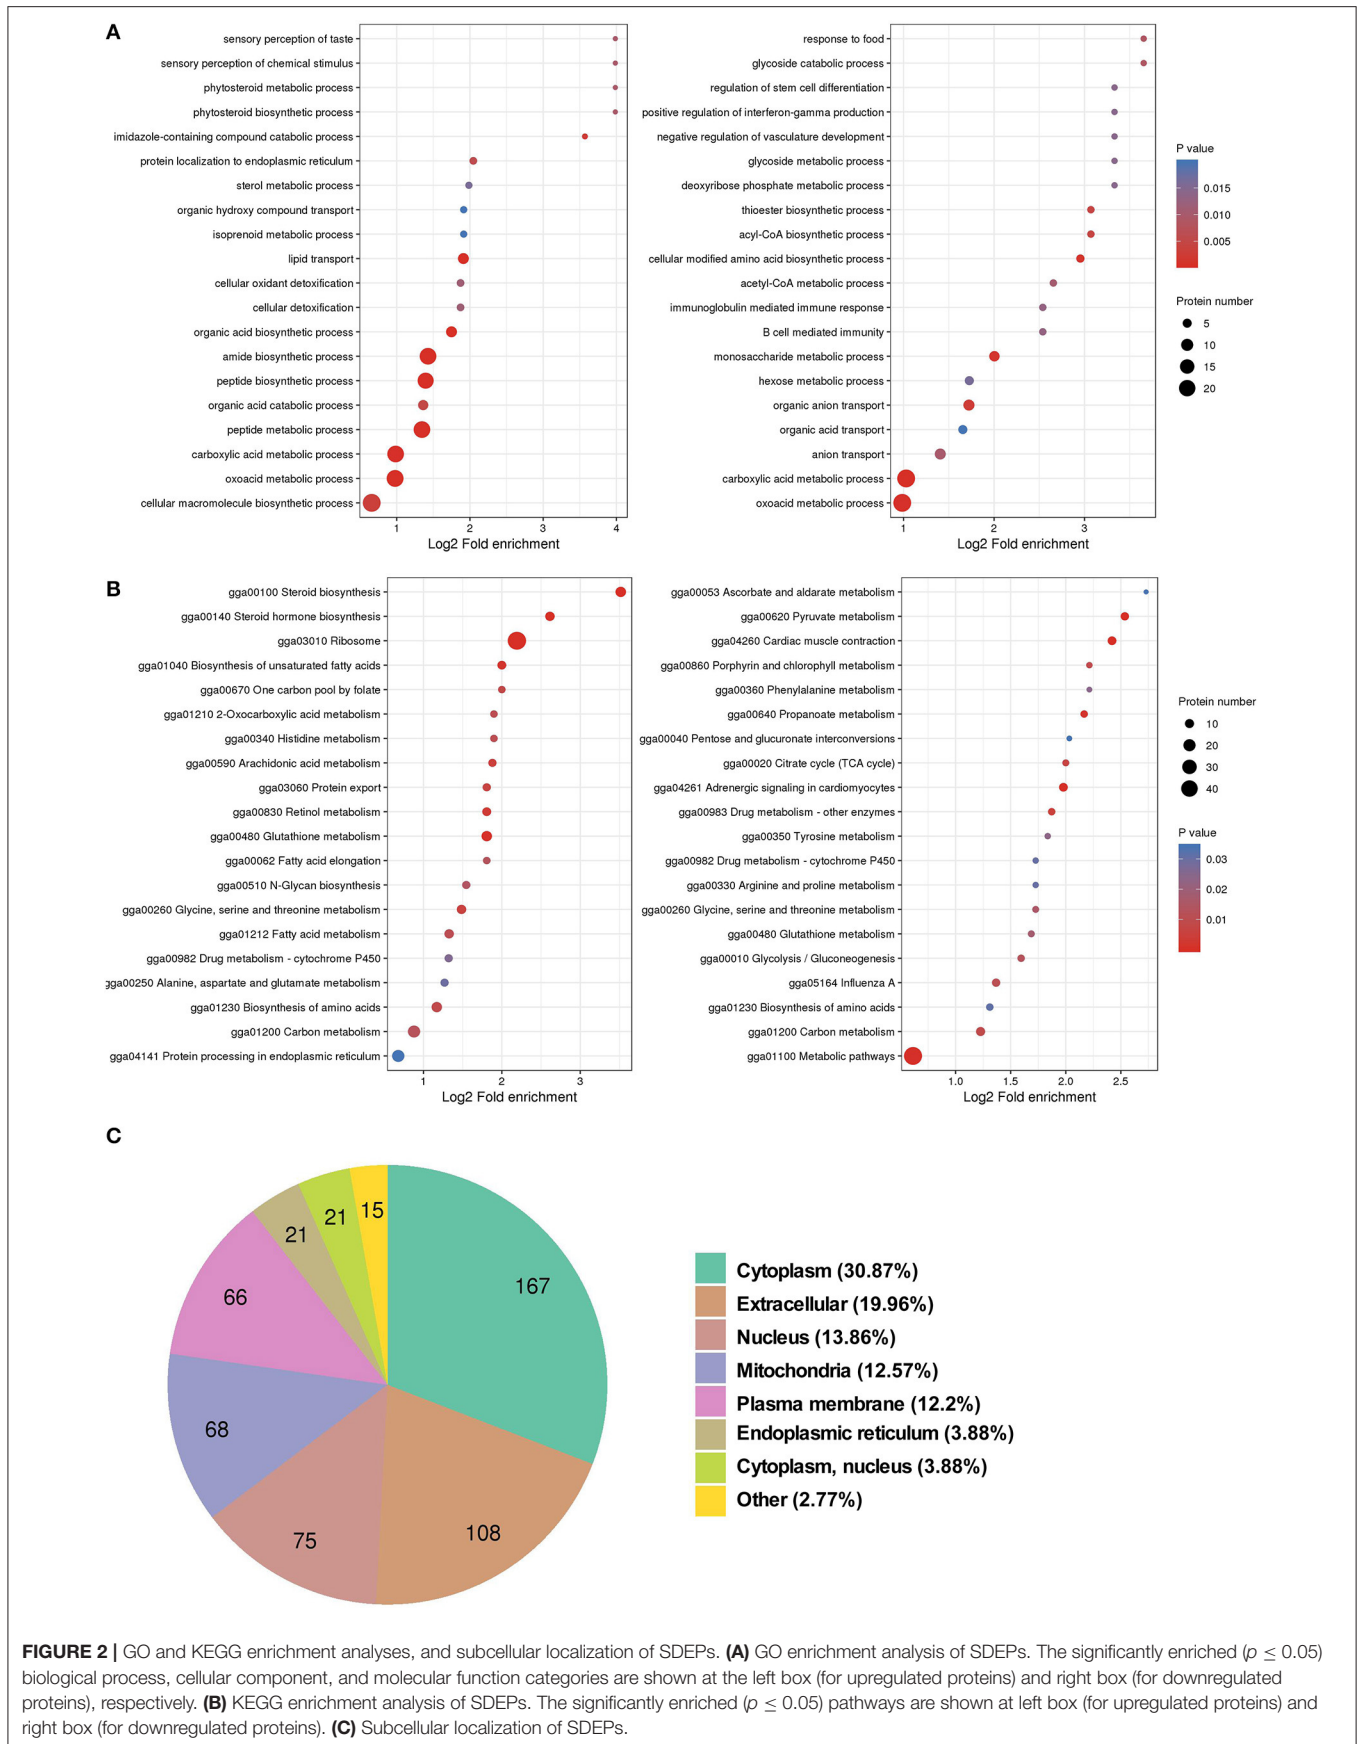 A
sensory perception of taste
sensory perception of chemical stimulus
phytosteroid metabolic process
phytosteroid biosynthetic process
imidazole-containing compound catabolic process
protein localization to endoplasmic reticulum
sterol metabolic process
organic hydroxy compound transport
isoprenoid metabolic process
lipid transport
cellular oxidant detoxification
cellular detoxification
organic acid biosynthetic process
amide biosynthetic process
peptide biosynthetic process
organic acid catabolic process
peptide metabolic process
carboxylic acid metabolic process
oxoacid metabolic process
cellular macromolecule biosynthetic process
1 2 3 4
Log2 Fold enrichment
response to food
glycoside catabolic process
regulation of stem cell differentiation
positive regulation of interferon-gamma production
negative regulation of vasculature development
glycoside metabolic process
deoxyribose phosphate metabolic process
thioester biosynthetic process
acyl-CoA biosynthetic process
cellular modified amino acid biosynthetic process
acetyl-CoA metabolic process
immunoglobulin mediated immune response
B cell mediated immunity
monosaccharide metabolic process
hexose metabolic process
organic anion transport
organic acid transport
anion transport
carboxylic acid metabolic process
oxoacid metabolic process
1 2 3
Log2 Fold enrichment
P value
0.015
0.010
0.005
Protein number
5
10
15
20
B
gga00100 Steroid biosynthesis
gga00140 Steroid hormone biosynthesis
gga03010 Ribosome
gga01040 Biosynthesis of unsaturated fatty acids
gga00670 One carbon pool by folate
gga01210 2-Oxocarboxylic acid metabolism
gga00340 Histidine metabolism
gga00590 Arachidonic acid metabolism
gga03060 Protein export
gga00830 Retinol metabolism
gga00480 Glutathione metabolism
gga00062 Fatty acid elongation
gga00510 N-Glycan biosynthesis
gga00260 Glycine, serine and threonine metabolism
gga01212 Fatty acid metabolism
gga00982 Drug metabolism - cytochrome P450
gga00250 Alanine, aspartate and glutamate metabolism
gga01230 Biosynthesis of amino acids
gga01200 Carbon metabolism
gga04141 Protein processing in endoplasmic reticulum
1 2 3
Log2 Fold enrichment
gga00053 Ascorbate and aldarate metabolism
gga00620 Pyruvate metabolism
gga04260 Cardiac muscle contraction
gga00860 Porphyrin and chlorophyll metabolism
gga00360 Phenylalanine metabolism
gga00640 Propanoate metabolism
gga00040 Pentose and glucuronate interconversions
gga00020 Citrate cycle (TCA cycle)
gga04261 Adrenergic signaling in cardiomyocytes
gga00983 Drug metabolism - other enzymes
gga00350 Tyrosine metabolism
gga00982 Drug metabolism - cytochrome P450
gga00330 Arginine and proline metabolism
gga00260 Glycine, serine and threonine metabolism
gga00480 Glutathione metabolism
gga00010 Glycolysis / Gluconeogenesis
gga05164 Influenza A
gga01230 Biosynthesis of amino acids
gga01200 Carbon metabolism
gga01100 Metabolic pathways
1.0 1.5 2.0 2.5
Log2 Fold enrichment
Protein number
10
20
30
40
P value
0.03
0.02
0.01
C
167
108
75
68
66
21
21
15
Cytoplasm (30.87%)
Extracellular (19.96%)
Nucleus (13.86%)
Mitochondria (12.57%)
Plasma membrane (12.2%)
Endoplasmic reticulum (3.88%)
Cytoplasm, nucleus (3.88%)
Other (2.77%)
FIGURE 2 | GO and KEGG enrichment analyses, and subcellular localization of SDEPs. (A) GO enrichment analysis of SDEPs. The significantly enriched (p ≤ 0.05)
biological process, cellular component, and molecular function categories are shown at the left box (for upregulated proteins) and right box (for downregulated
proteins), respectively. (B) KEGG enrichment analysis of SDEPs. The significantly enriched (p ≤ 0.05) pathways are shown at left box (for upregulated proteins) and
right box (for downregulated proteins). (C) Subcellular localization of SDEPs.